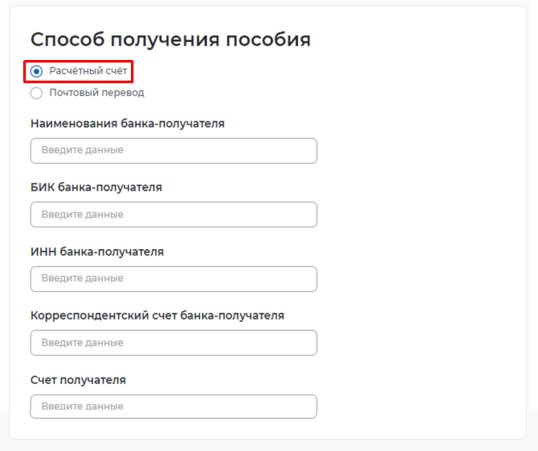 Способ получения пособия
Расчётный счёт
Почтовый перевод
Наименования банка-получателя
Введите данные
БИК банка-получателя
Введите данные
ИНН банка-получателя
Введите данные
Корреспондентский счет банка-получателя
Введите данные
Счет получателя
Введите данные